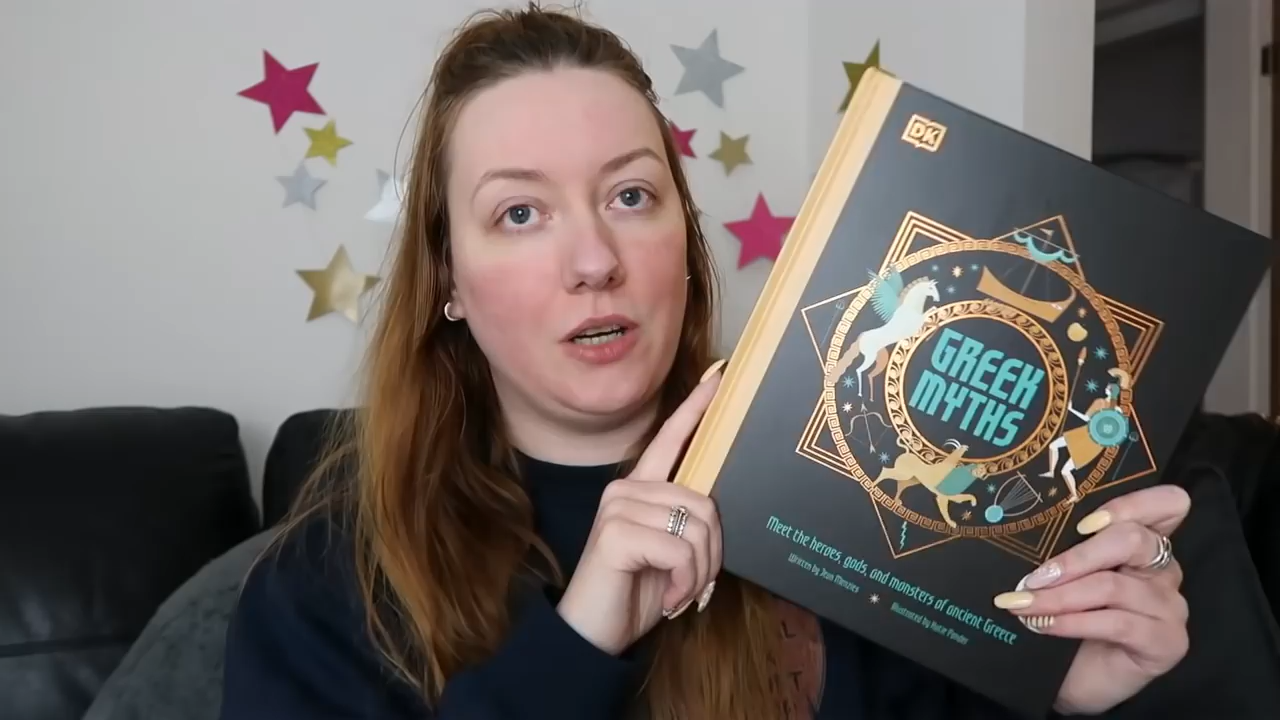 DK
GREEK
MYTHS
Meet the heroes, gods, and monsters of ancient Greece
Written by Jean Menzies
Illustrated by Katie Ponder